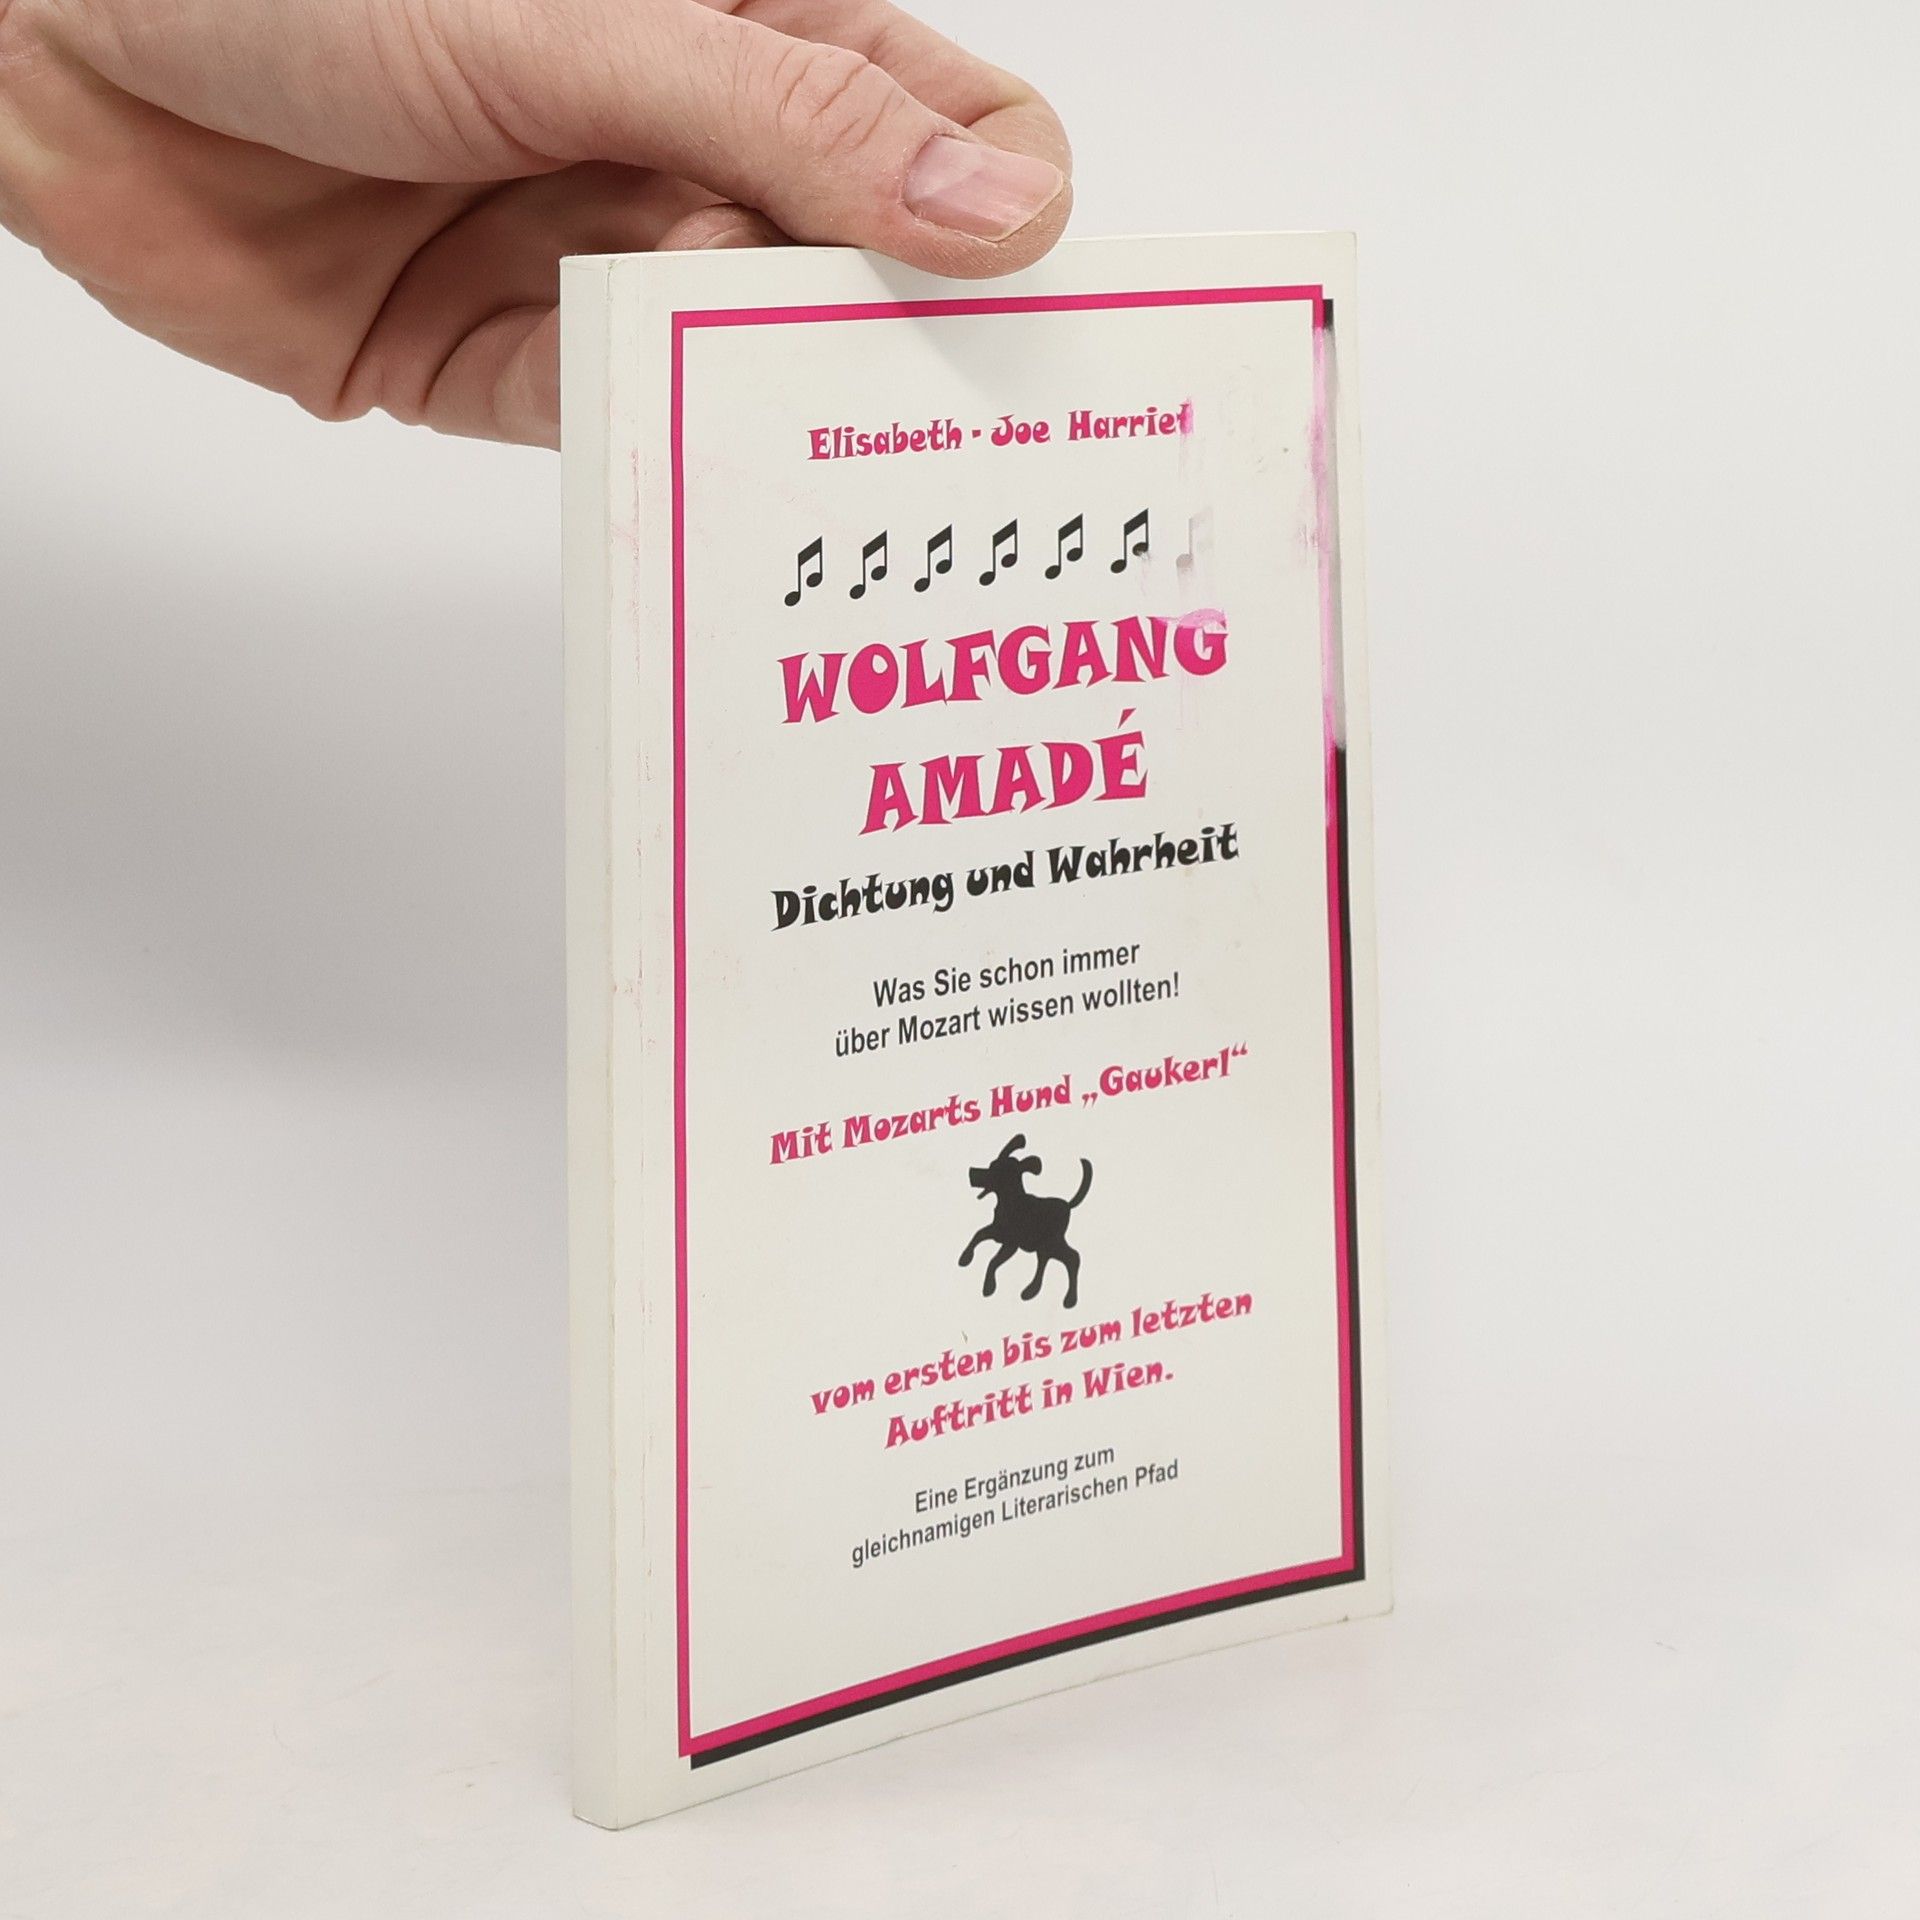 Elisabeth - Joe Harriet
WOLFGANG
AMADÉ
Dichtung und Wahrheit
Was Sie schon immer
über Mozart wissen wollten!
Mit Mozarts Hund „Gaukerl“
vom ersten bis zum letzten
Auftritt in Wien.
Eine Ergänzung zum
gleichnamigen Literarischen Pfad